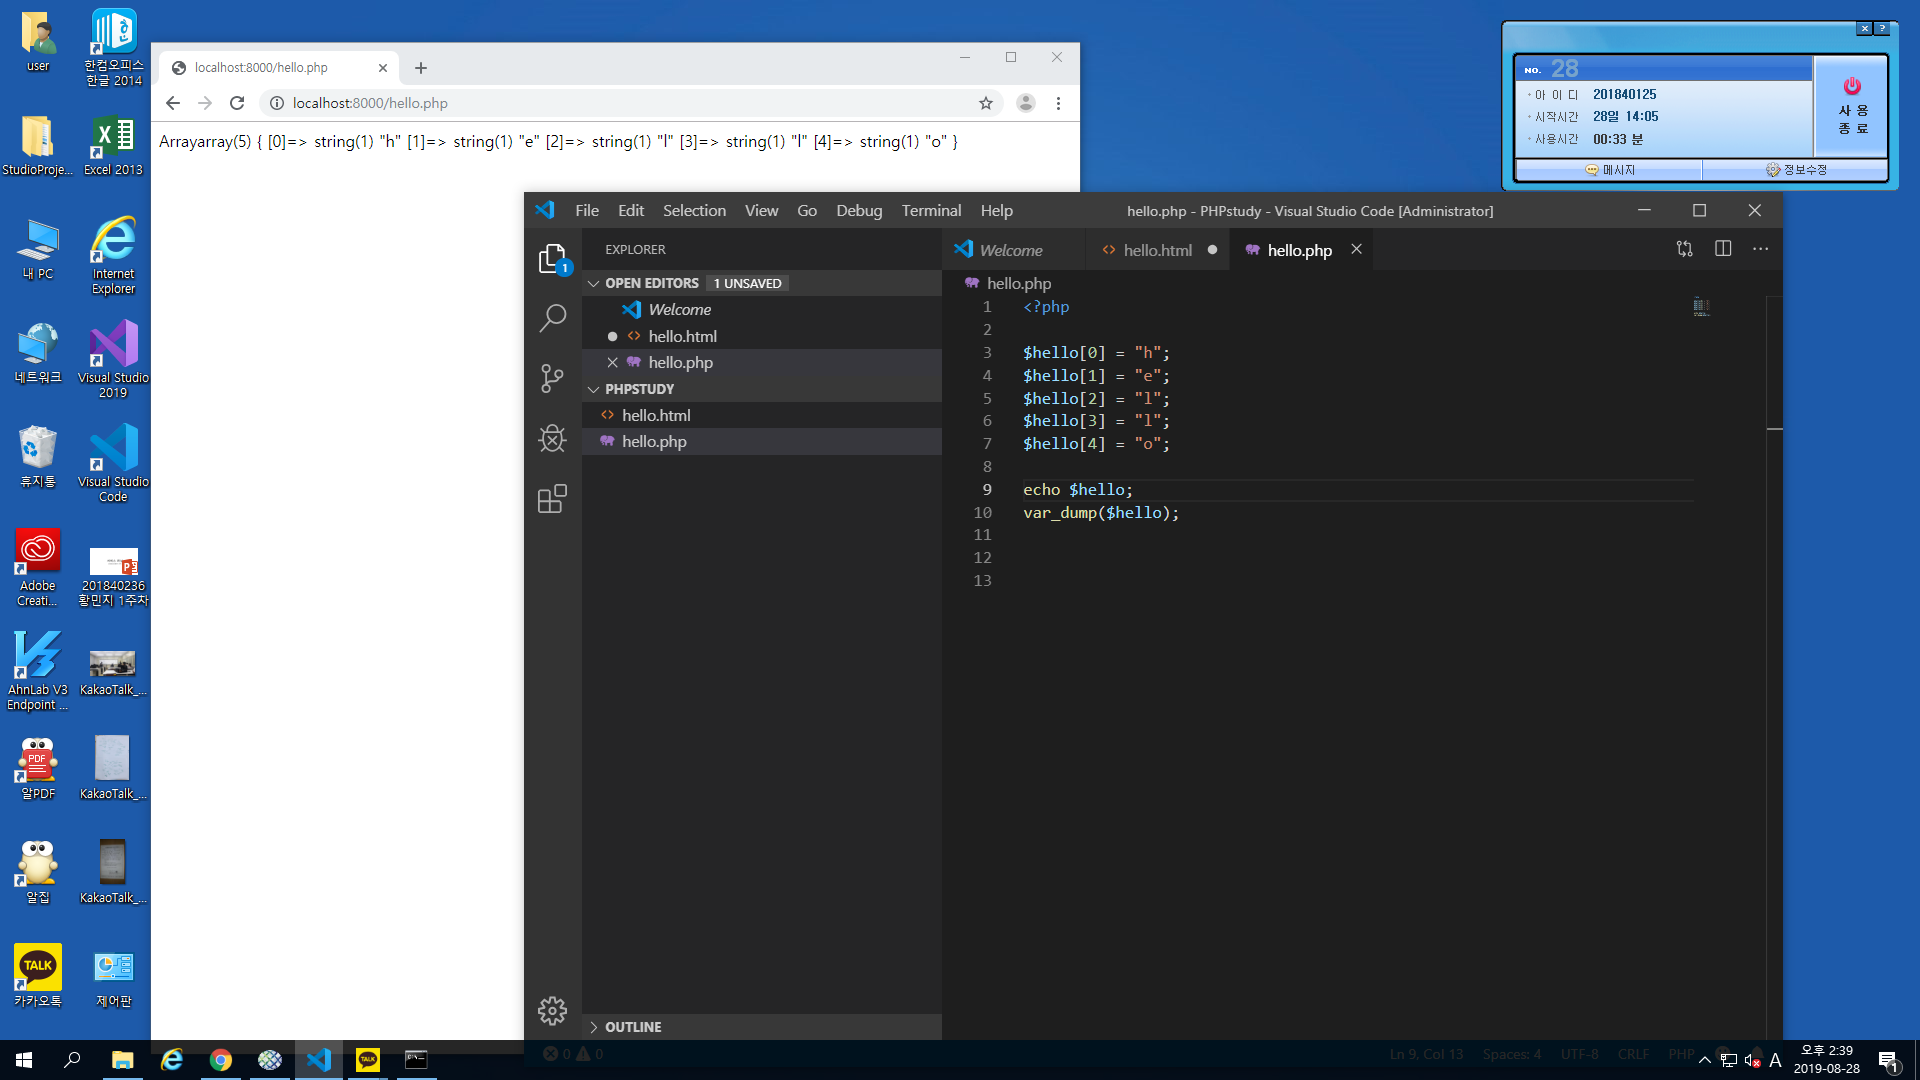 user
한컴오피스
한글 2014
StudioProje...
Excel 2013
내 PC
Internet
Explorer
네트워크
Visual Studio
2019
휴지통
Visual Studio
Code
Adobe
Creati...
201840236
황민지 1주차
AhnLab V3
Endpoint ...
KakaoTalk_...
알PDF
KakaoTalk_...
알집
KakaoTalk_...
TALK
카카오톡
제어판
localhost:8000/hello.php
localhost:8000/hello.php
Arrayarray(5) { [0]=> string(1) "h" [1]=> string(1) "e" [2]=> string(1) "l" [3]=> string(1) "l" [4]=> string(1) "o" }
NO. 28
아 이 디 201840125
시작시간 28일 14:05
사용시간 00:33 분
사 용
종 료
메시지
정보수정
File Edit Selection View Go Debug Terminal Help
hello.php - PHPstudy - Visual Studio Code [Administrator]
EXPLORER
OPEN EDITORS 1 UNSAVED
Welcome
hello.html
hello.php
PHPSTUDY
hello.html
hello.php
OUTLINE
1
Welcome
hello.html
hello.php
hello.php
1 <?php
2
3 $hello[0] = "h";
4 $hello[1] = "e";
5 $hello[2] = "l";
6 $hello[3] = "l";
7 $hello[4] = "o";
8
9 echo $hello;
10 var_dump($hello);
11
12
13
0 0
Ln 9, Col 13 Spaces: 4 UTF-8 CRLF PHP
TALK
A
오후 2:39
2019-08-28
1